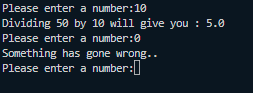 Please enter a number:10
Dividing 50 by 10 will give you : 5.0
Please enter a number:0
Something has gone wrong..
Please enter a number: